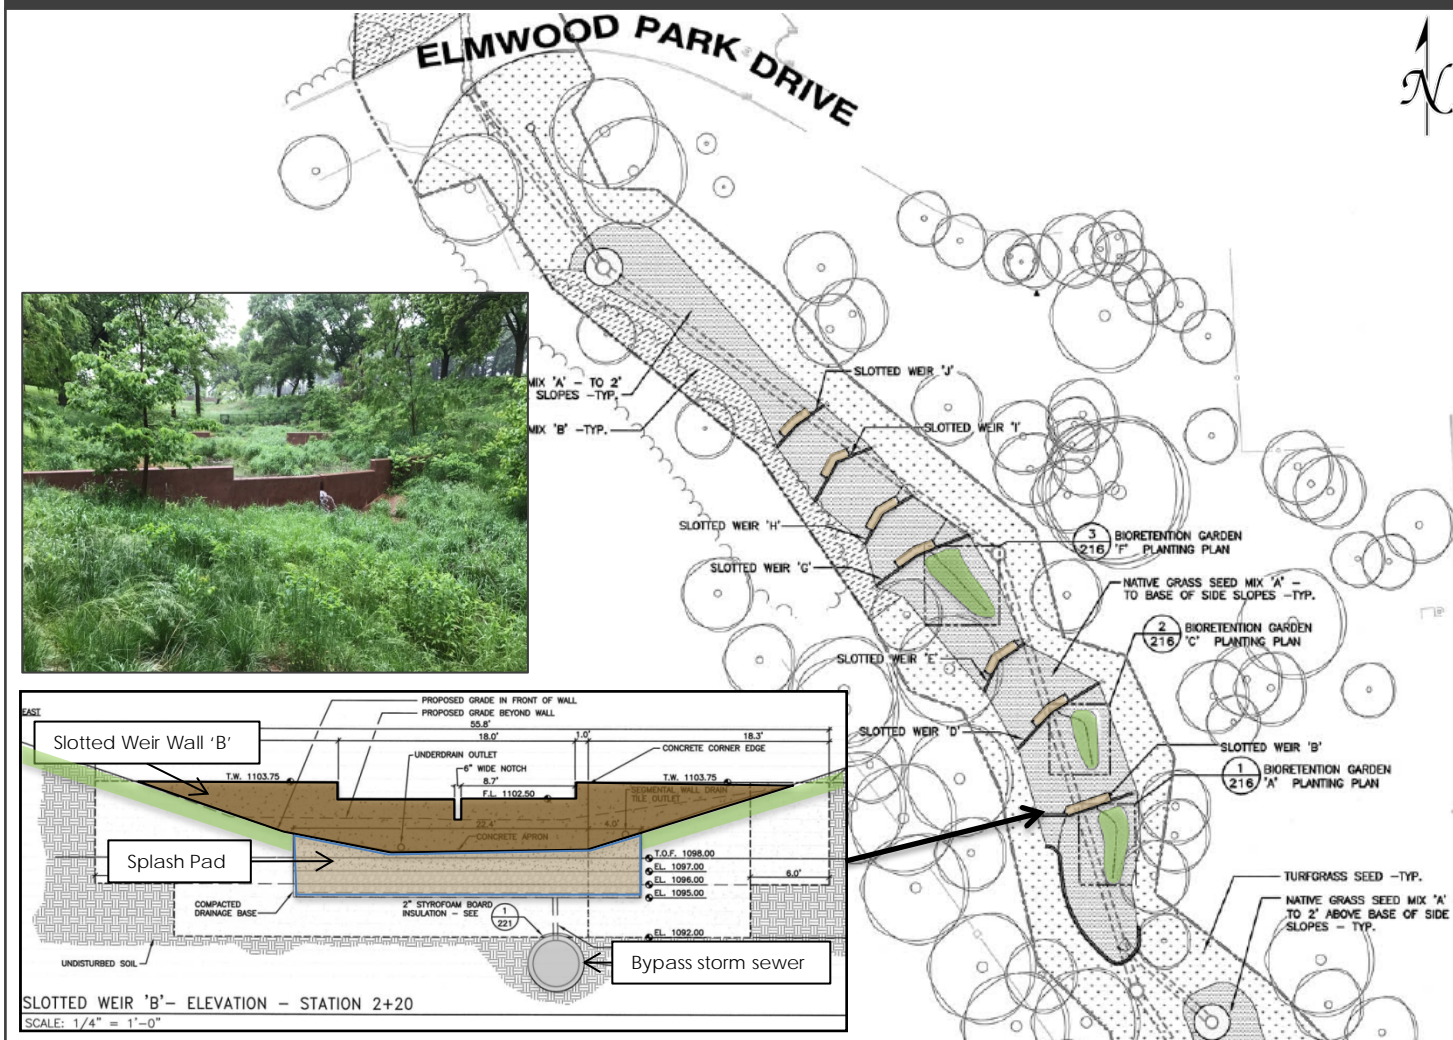 ELMWOOD PARK DRIVE
N
MIX 'A' - TO 2'
SLOPES -TYP.
MIX 'B' -TYP.
SLOTTED WEIR 'J'
SLOTTED WEIR 'I'
SLOTTED WEIR 'H'
SLOTTED WEIR 'G'
3
216
BIORETENTION GARDEN
'F' PLANTING PLAN
NATIVE GRASS SEED MIX 'A' -
TO BASE OF SIDE SLOPES -TYP.
2
216
BIORETENTION GARDEN
'C' PLANTING PLAN
SLOTTED WEIR 'E'
SLOTTED WEIR 'D'
SLOTTED WEIR 'B'
1
216
BIORETENTION GARDEN
'A' PLANTING PLAN
TURFGRASS SEED -TYP.
NATIVE GRASS SEED MIX 'A'
TO 2' ABOVE BASE OF SIDE
SLOPES - TYP.
EAST
PROPOSED GRADE IN FRONT OF WALL
PROPOSED GRADE BEYOND WALL
55.8'
18.0'
1.0'
18.3'
Slotted Weir Wall 'B'
UNDERDRAIN OUTLET
CONCRETE CORNER EDGE
6" WIDE NOTCH
8.7'
T.W. 1103.75
T.W. 1103.75
F.L. 1102.50
SEGMENTAL WALL DRAIN
TILE OUTLET
22.4'
4.0'
CONCRETE APRON
Splash Pad
T.O.F. 1098.00
EL. 1097.00
EL. 1096.00
EL. 1095.00
6.0'
COMPACTED
DRAINAGE BASE
2" STYROFOAM BOARD
INSULATION - SEE
1
221
EL. 1092.00
UNDISTURBED SOIL
Bypass storm sewer
SLOTTED WEIR 'B'- ELEVATION - STATION 2+20
SCALE: 1/4" = 1'-0"